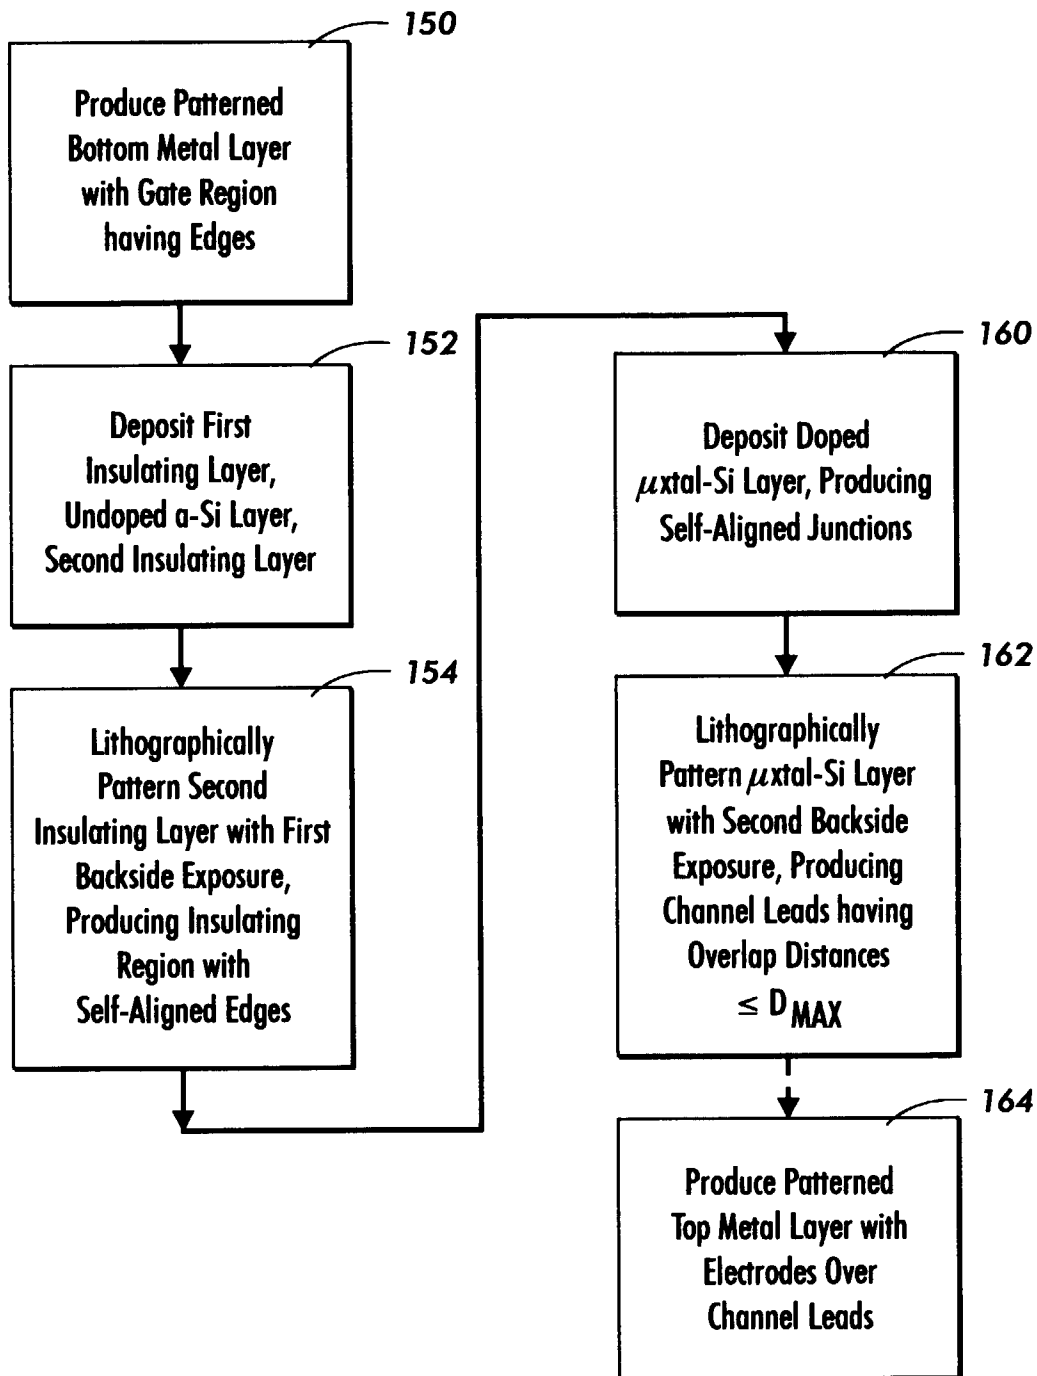 150
Produce Patterned
Bottom Metal Layer
with Gate Region
having Edges
152
Deposit First
Insulating Layer,
Undoped a-Si Layer,
Second Insulating Layer
154
Lithographically
Pattern Second
Insulating Layer with First
Backside Exposure,
Producing Insulating
Region with
Self-Aligned Edges
160
Deposit Doped
μxtal-Si Layer, Producing
Self-Aligned Junctions
162
Lithographically
Pattern μxtal-Si Layer
with Second Backside
Exposure, Producing
Channel Leads having
Overlap Distances
≤ DMAX
164
Produce Patterned
Top Metal Layer with
Electrodes Over
Channel Leads